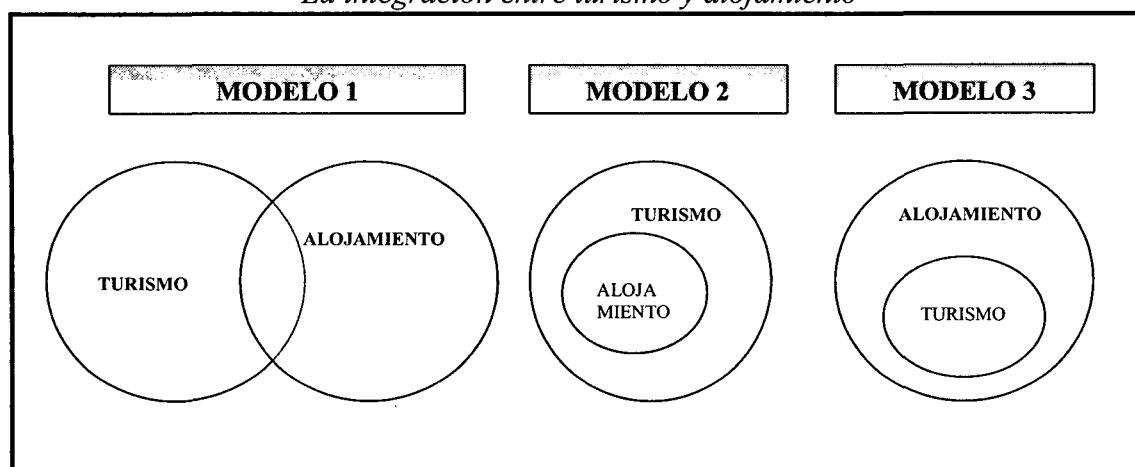 La integración entre turismo y alojamiento
MODELO 1
MODELO 2
MODELO 3
TURISMO
ALOJAMIENTO
TURISMO
ALOJA
MIENTO
ALOJAMIENTO
TURISMO